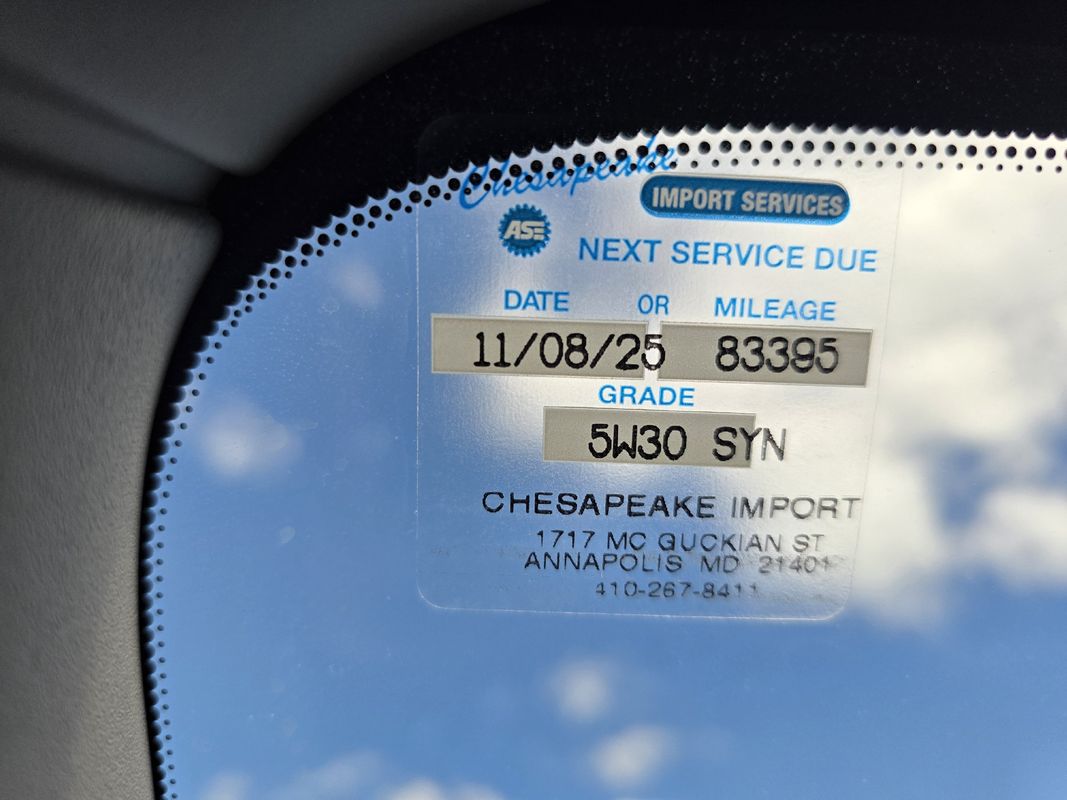 Chesapeake
IMPORT SERVICES
ASE
NEXT SERVICE DUE
DATE OR MILEAGE
11/08/25 83395
GRADE
5W30 SYN
CHESAPEAKE IMPORT
1717 MC GUCKIAN ST
ANNAPOLIS MD 21401
410-267-8411